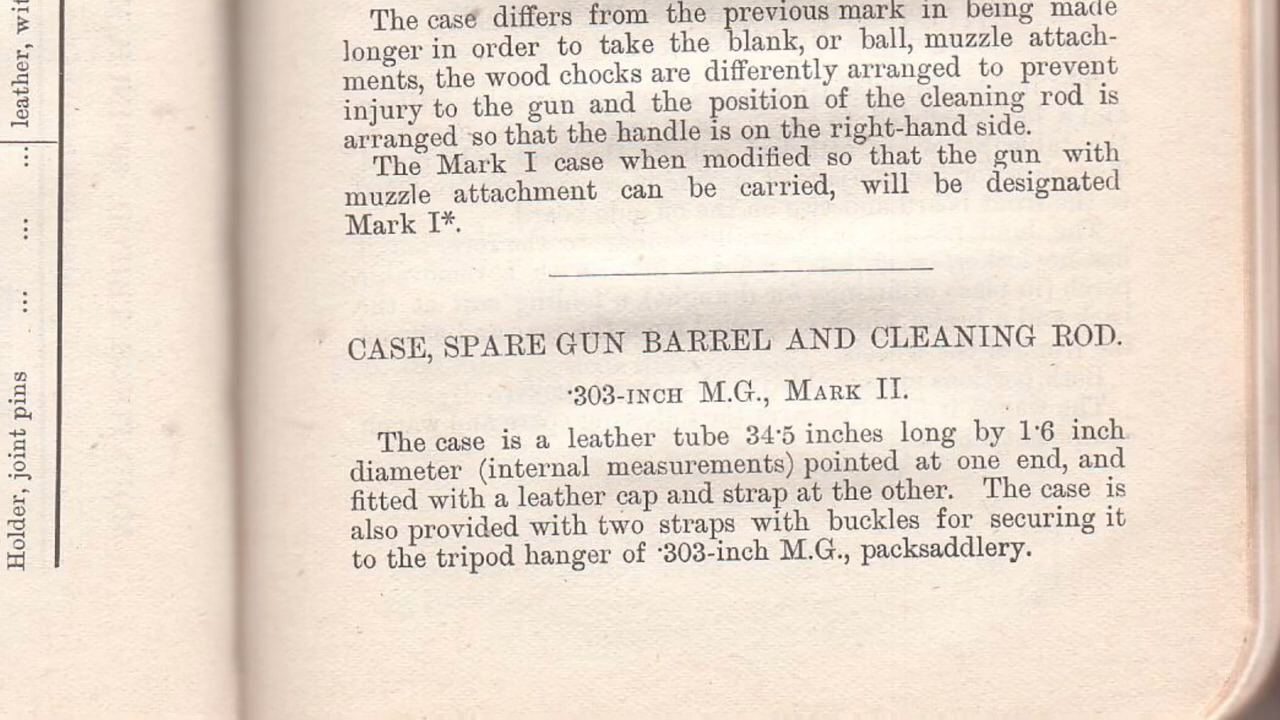 leather, wit
...
...
...
Holder, joint pins
The case differs from the previous mark in being made
longer in order to take the blank, or ball, muzzle attach-
ments, the wood chocks are differently arranged to prevent
injury to the gun and the position of the cleaning rod is
arranged so that the handle is on the right-hand side.
The Mark I case when modified so that the gun with
muzzle attachment can be carried, will be designated
Mark I*.
CASE, SPARE GUN BARREL AND CLEANING ROD.
·303-INCH M.G., MARK II.
The case is a leather tube 34·5 inches long by 1·6 inch
diameter (internal measurements) pointed at one end, and
fitted with a leather cap and strap at the other. The case is
also provided with two straps with buckles for securing it
to the tripod hanger of ·303-inch M.G., packsaddlery.